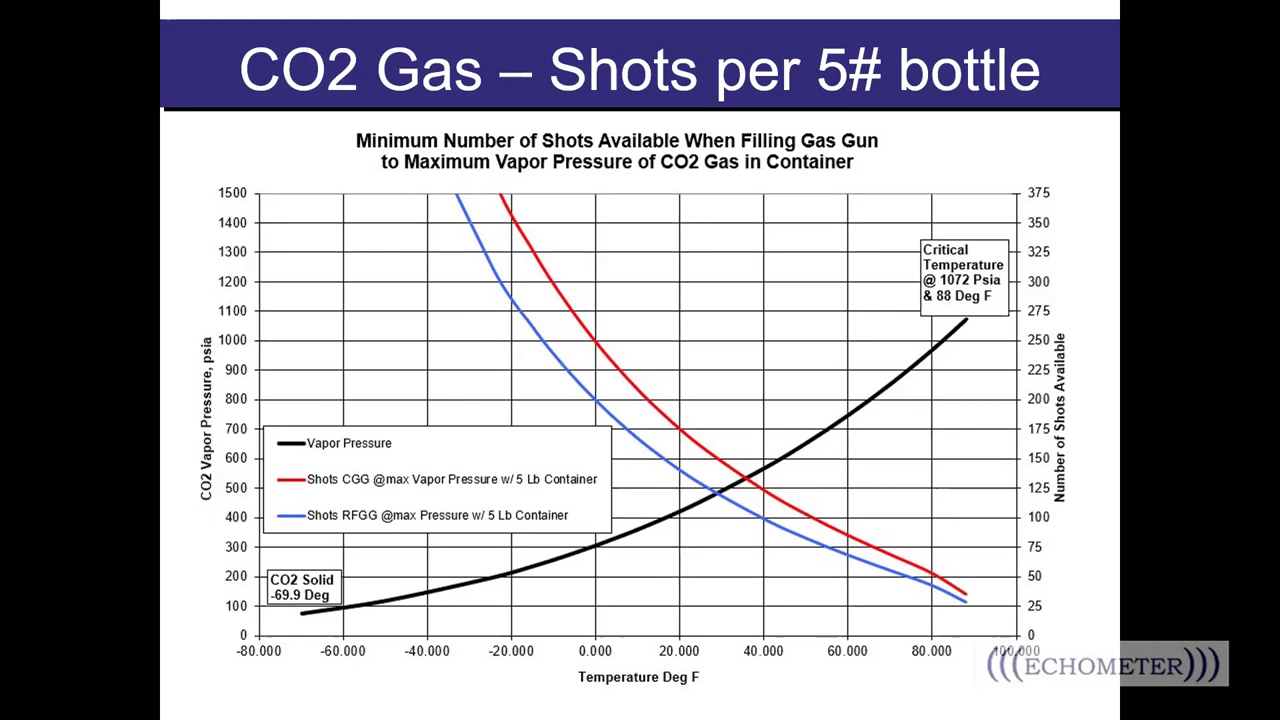 CO2 Gas – Shots per 5# bottle
Minimum Number of Shots Available When Filling Gas Gun
to Maximum Vapor Pressure of CO2 Gas in Container
1500
1400
1300
1200
1100
1000
900
800
700
600
500
400
300
200
100
0
CO2 Vapor Pressure, psia
Vapor Pressure
Shots CGG @max Vapor Pressure w/ 5 Lb Container
Shots RFGG @max Pressure w/ 5 Lb Container
CO2 Solid
-69.9 Deg
Critical
Temperature
@ 1072 Psia
& 88 Deg F
375
350
325
300
275
250
225
200
175
150
125
100
75
50
25
0
Number of Shots Available
-80.000 -60.000 -40.000 -20.000 0.000 20.000 40.000 60.000 80.000 100.000
Temperature Deg F
(((ECHOMETER)))